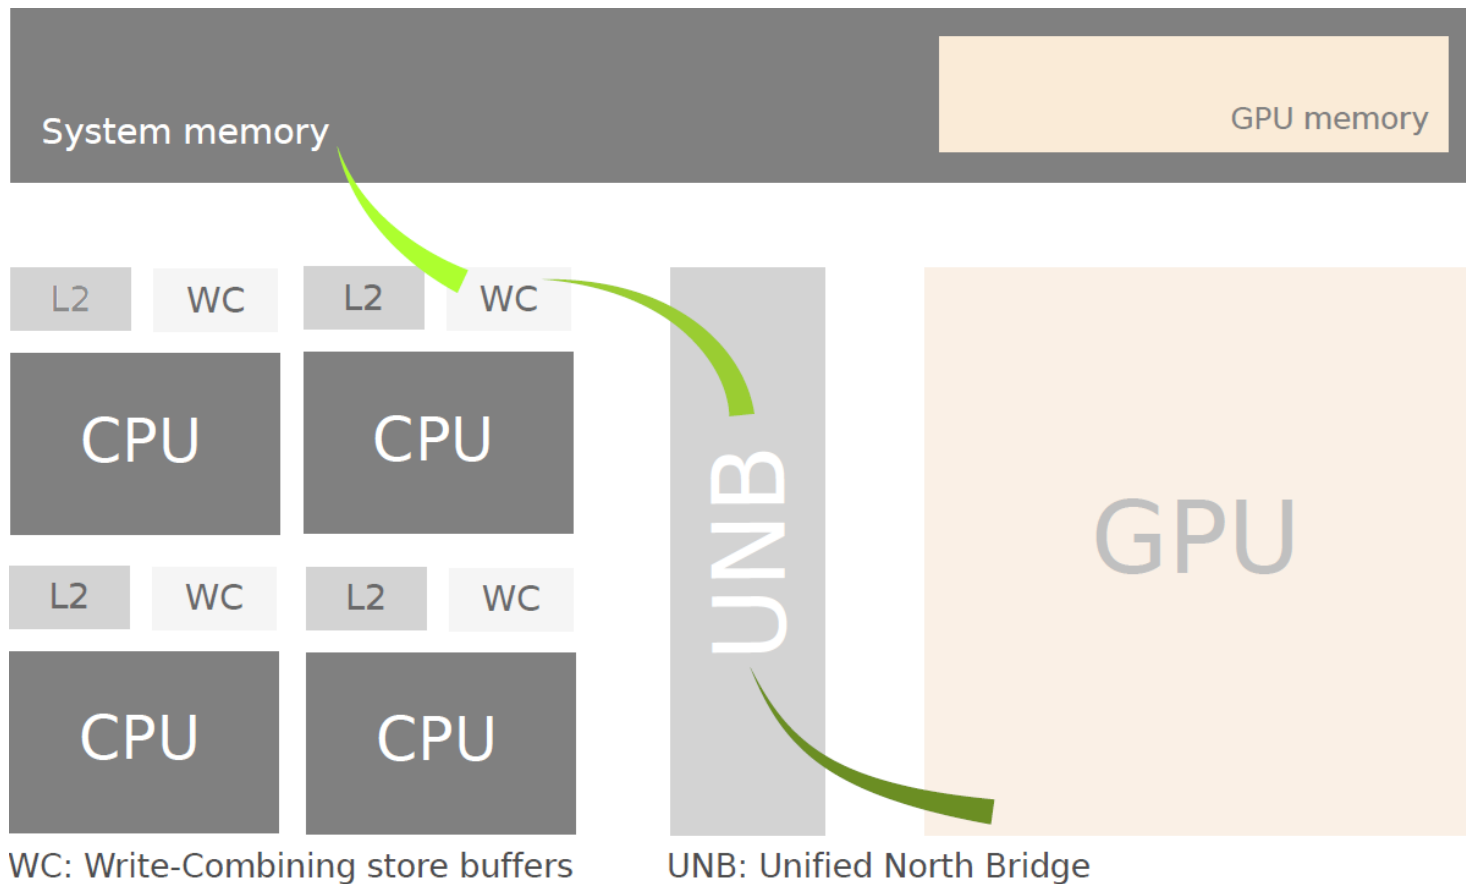 System memory
GPU memory
L2
WC
L2
WC
CPU
CPU
UNB
GPU
L2
WC
L2
WC
CPU
CPU
WC: Write-Combining store buffers
UNB: Unified North Bridge